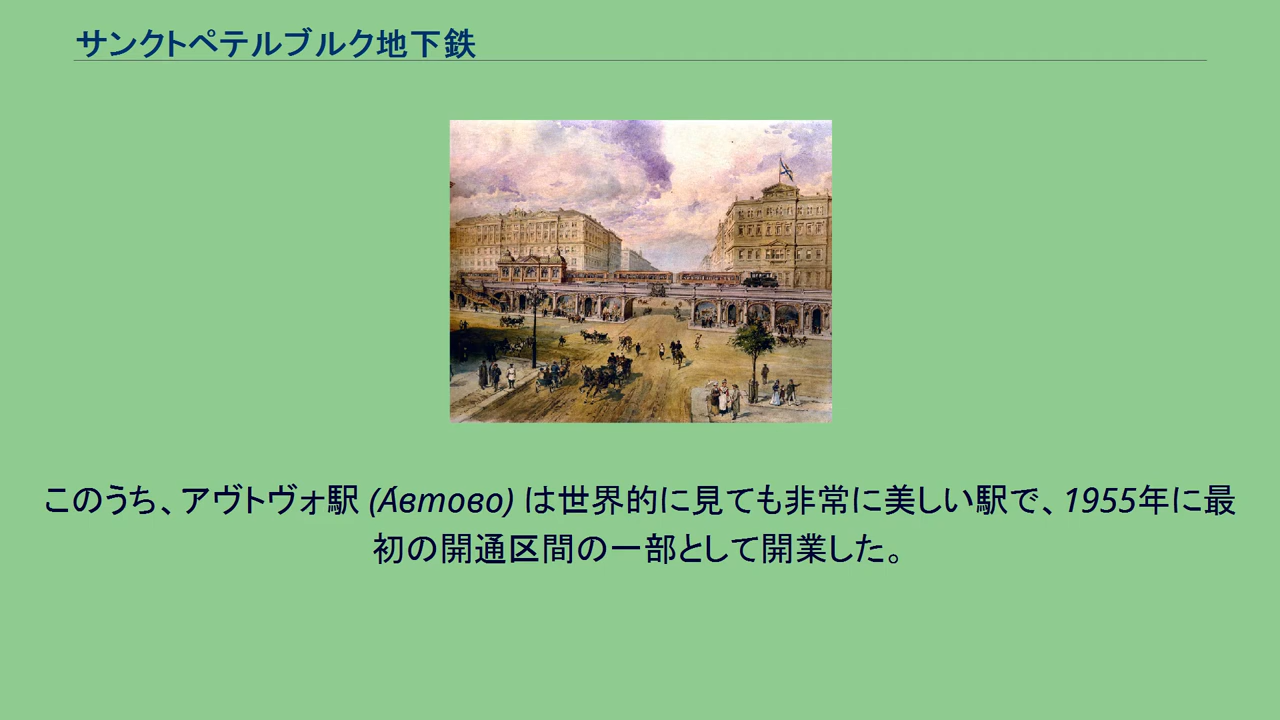 サンクトペテルブルク地下鉄
このうち、アヴトヴォ駅 (А́втово) は世界的に見ても非常に美しい駅で、1955年に最
初の開通区間の一部として開業した。